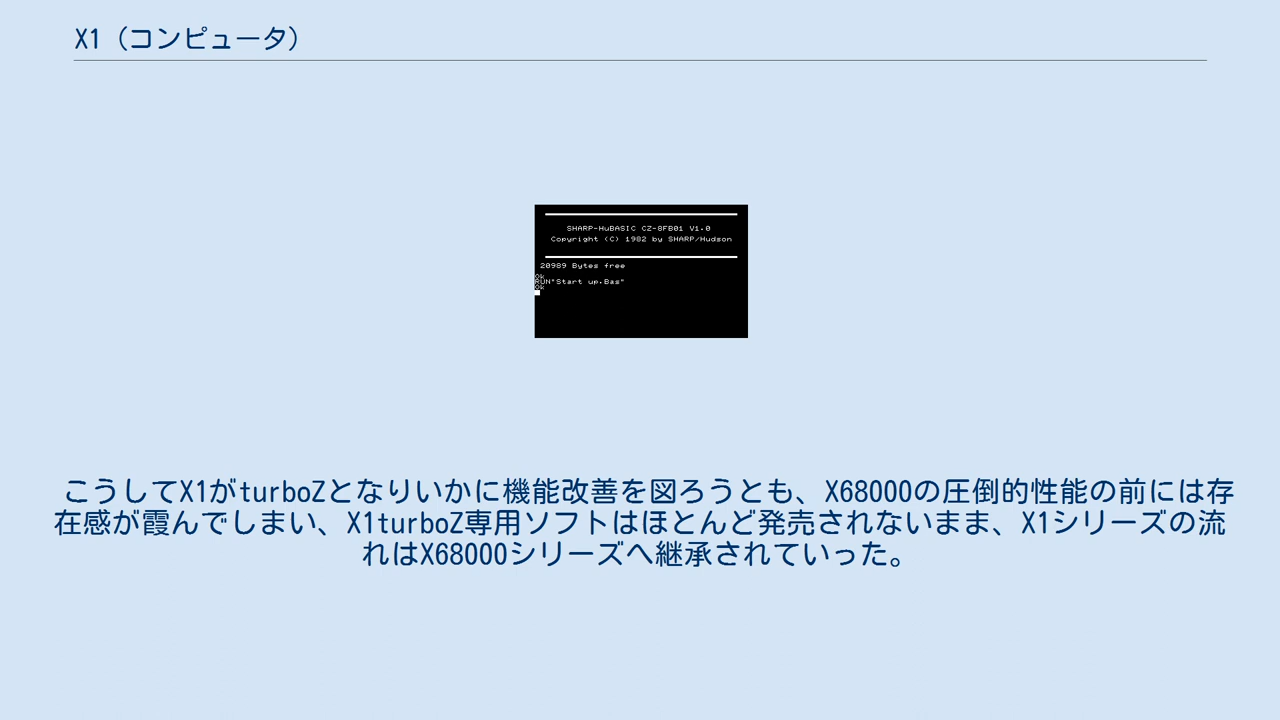 X1（コンピュータ）
SHARP-HuBASIC CZ-8FB01 V1.0
Copyright (C) 1982 by SHARP/Hudson
20989 Bytes free
Ok
RUN"Start up.Bas"
Ok
こうしてX1がturboZとなりいかに機能改善を図ろうとも、X68000の圧倒的性能の前には存
在感が霞んでしまい、X1turboZ専用ソフトはほとんど発売されないまま、X1シリーズの流
れはX68000シリーズへ継承されていった。